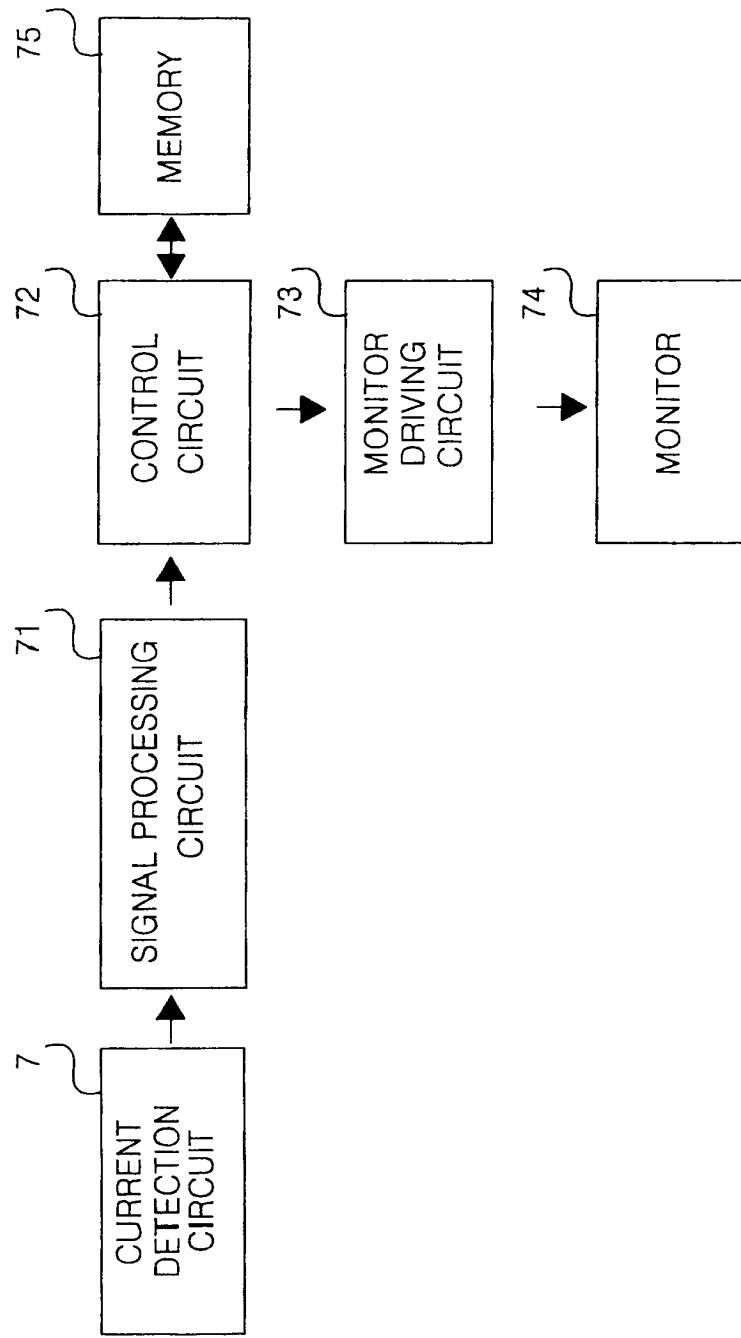 7
CURRENT
DETECTION
CIRCUIT
71
SIGNAL PROCESSING
CIRCUIT
72
CONTROL
CIRCUIT
75
MEMORY
73
MONITOR
DRIVING
CIRCUIT
74
MONITOR